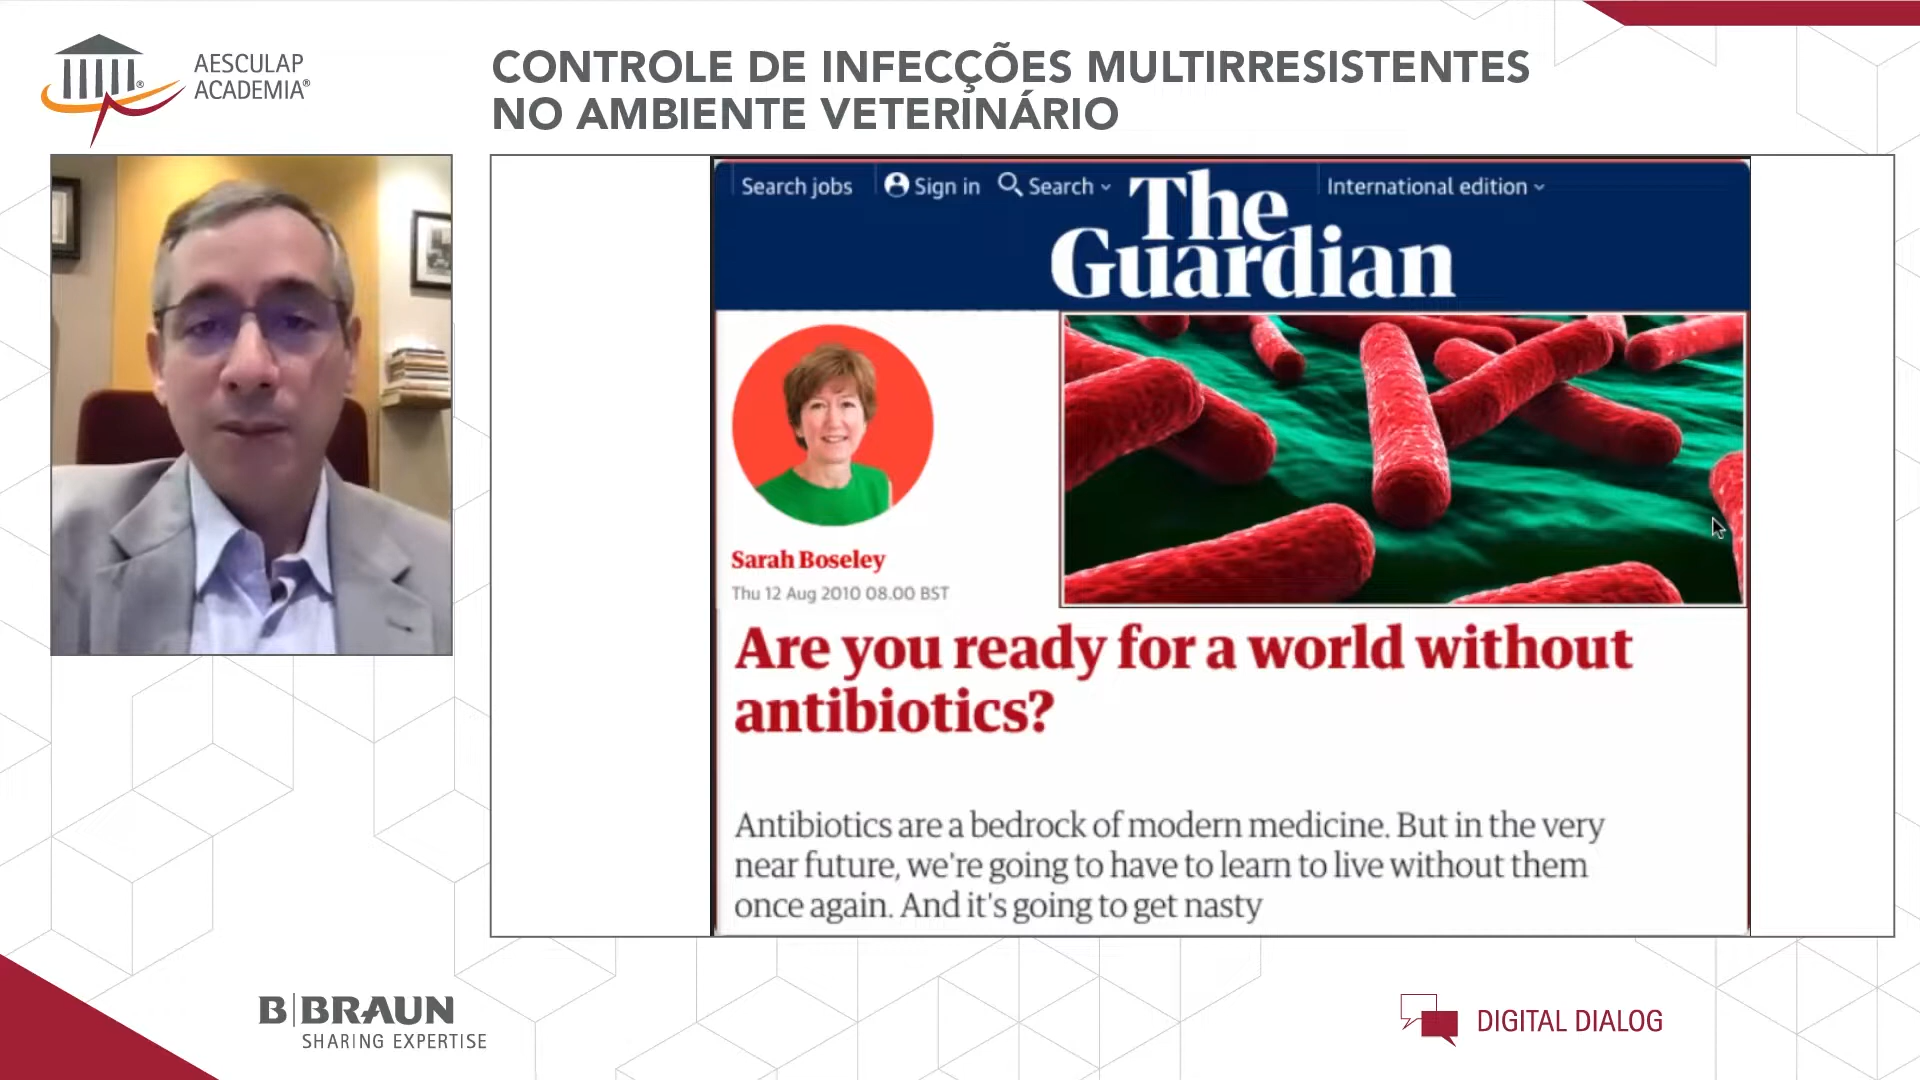 AESCULAP
ACADEMIA®
CONTROLE DE INFECÇÕES MULTIRRESISTENTES
NO AMBIENTE VETERINÁRIO
Search jobs
Sign in
Search
International edition
The
Guardian
Sarah Boseley
Thu 12 Aug 2010 08.00 BST
Are you ready for a world without
antibiotics?
Antibiotics are a bedrock of modern medicine. But in the very
near future, we're going to have to learn to live without them
once again. And it's going to get nasty
B|BRAUN
SHARING EXPERTISE
DIGITAL DIALOG